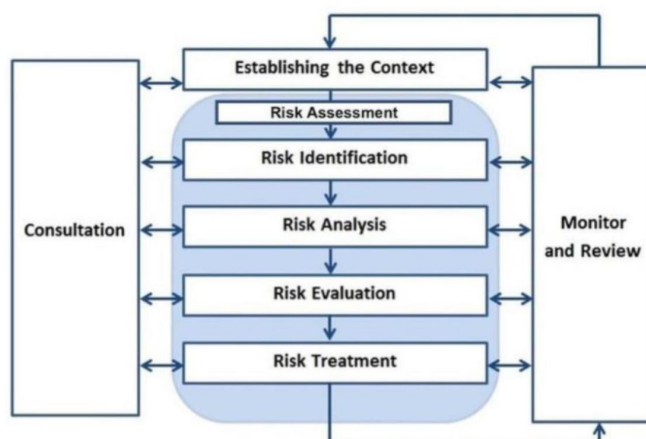 Establishing the Context
Risk Assessment
Risk Identification
Risk Analysis
Risk Evaluation
Risk Treatment
Consultation
Monitor
and Review